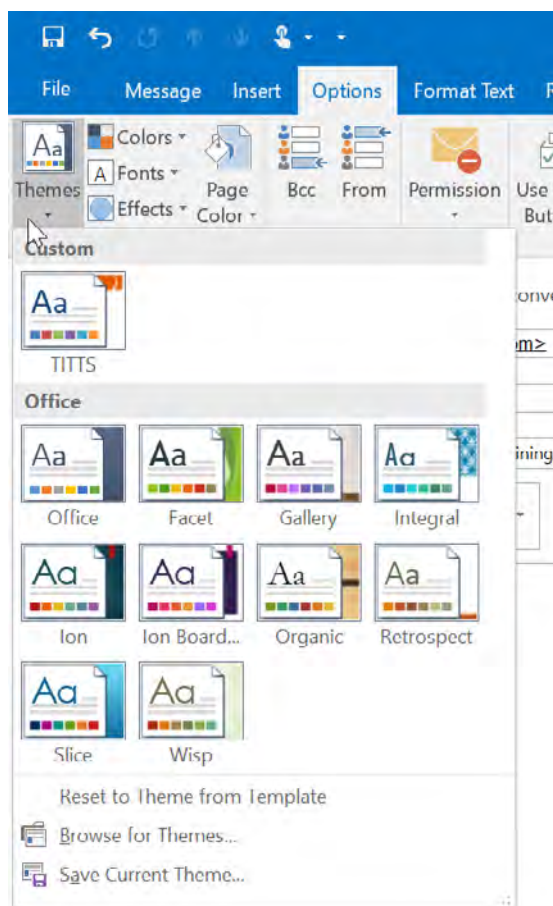 File Message Insert Options Format Text
Aa Colors
A Fonts
Themes Effects Page Color Bcc From Permission Use
But
Custom
conve
Aa
m>
TITTS
Office
Aa Aa Aa Aa
ining
Office Facet Gallery Integral
Aa Aa Aa Aa
Ion Ion Board... Organic Retrospect
Aa Aa
Slice Wisp
Reset to Theme from Template
Browse for Themes...
Save Current Theme...